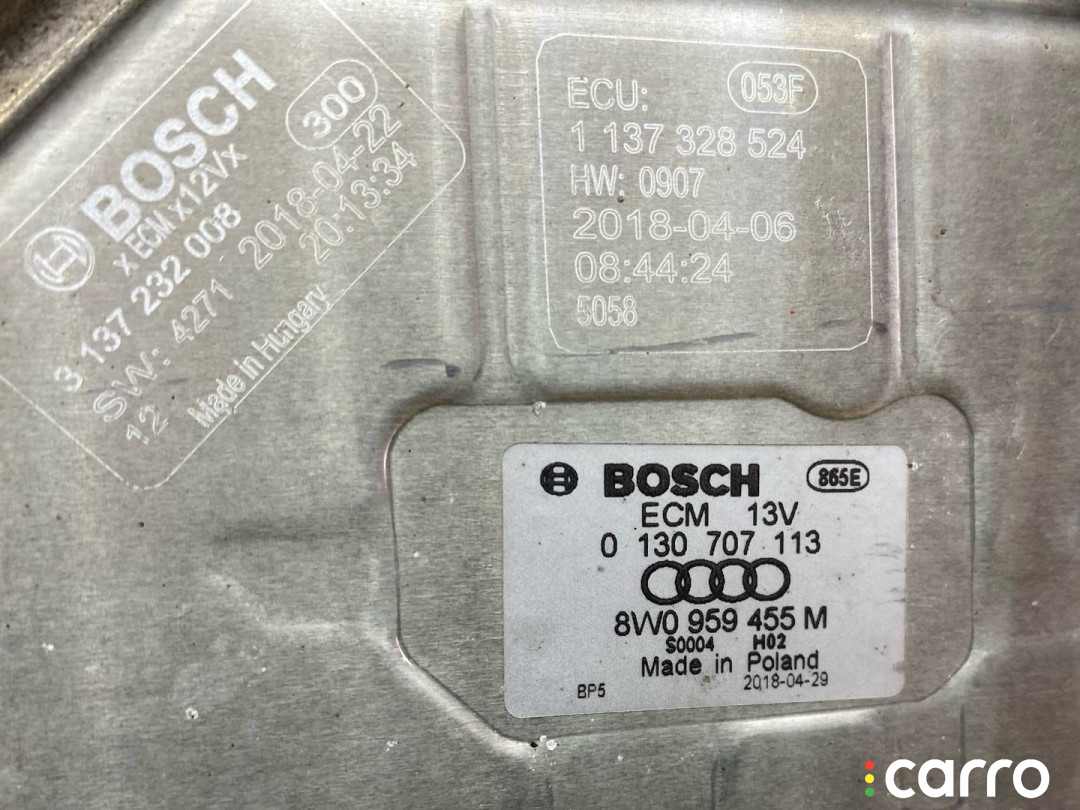 BOSCH 300
x ECM x12V/x
3 137 232 008
SW: 4271 2018-04-22
12 20:13:34
Made in Hungary
ECU: 053F
1 137 328 524
HW: 0907
2018-04-06
08:44:24
5058
BOSCH 865E
ECM 13V
0 130 707 113
8W0 959 455 M
S0004 H02
Made in Poland
BP5 2018-04-29
carro